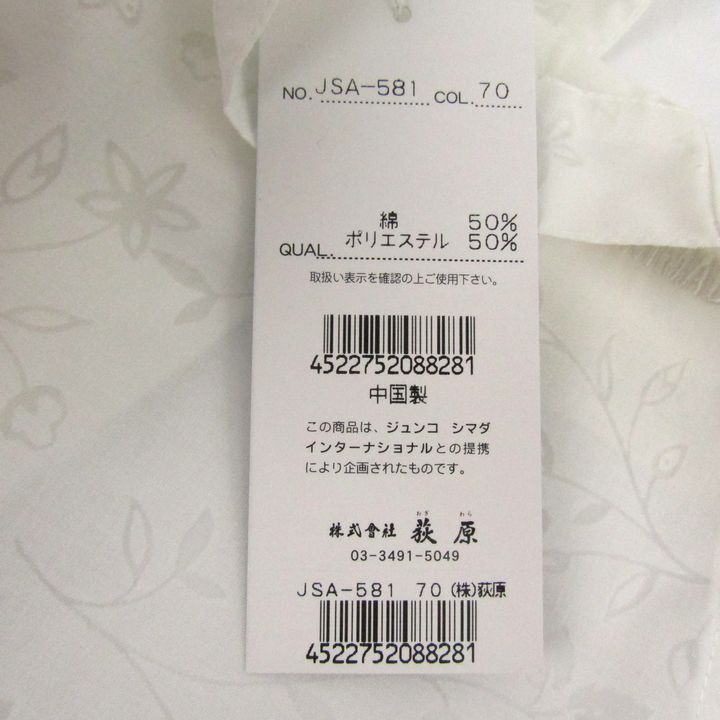 NO. JSA-581 COL. 70
綿 50%
QUAL. ポリエステル 50%
取扱い表示を確認の上ご使用下さい。
4522752088281
中国製
この商品は、ジュンコ シマダ
インターナショナルとの提携
により企画されたものです。
おぎ わら
株式會社 荻原
03-3491-5049
JSA-581 70 (株)荻原
4522752088281